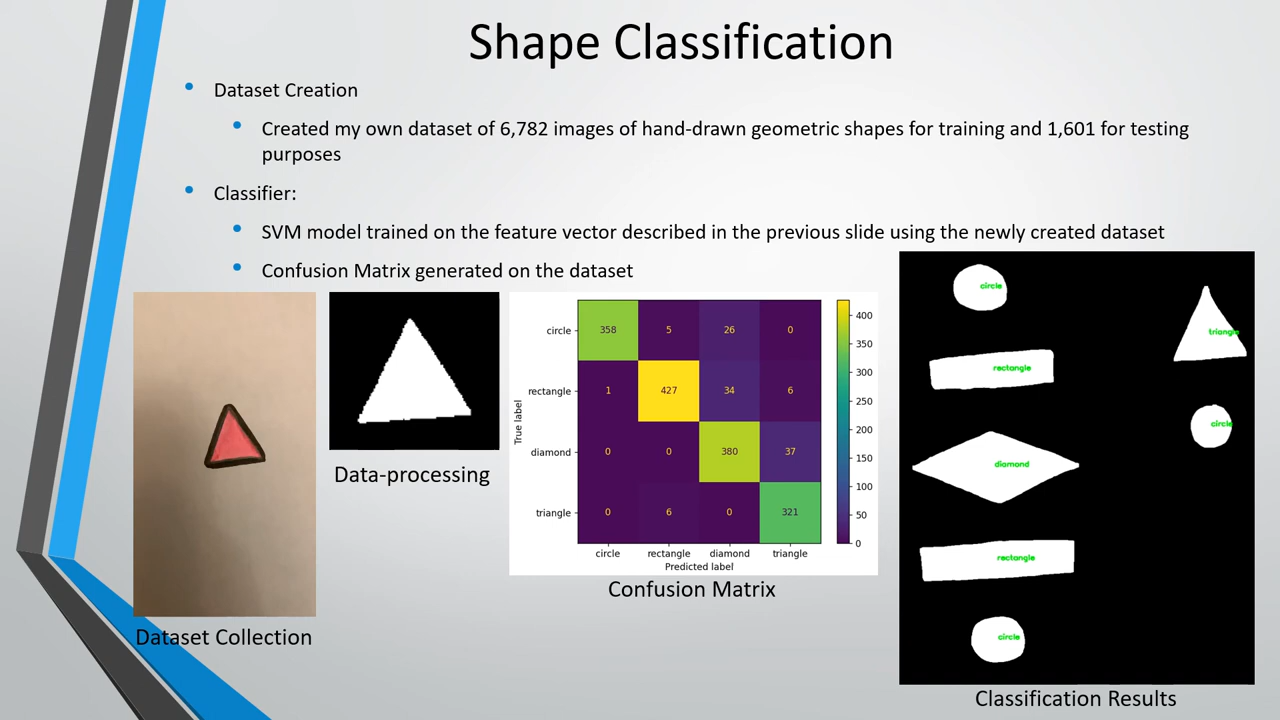 Shape Classification
• Dataset Creation
• Created my own dataset of 6,782 images of hand-drawn geometric shapes for training and 1,601 for testing
purposes
• Classifier:
• SVM model trained on the feature vector described in the previous slide using the newly created dataset
• Confusion Matrix generated on the dataset
Dataset Collection
Data-processing
True label
circle 358 5 26 0
rectangle 1 427 34 6
diamond 0 0 380 37
triangle 0 6 0 321
circle rectangle diamond triangle
Predicted label
400
350
300
250
200
150
100
50
0
Confusion Matrix
circle
triangle
rectangle
circle
diamond
rectangle
circle
Classification Results